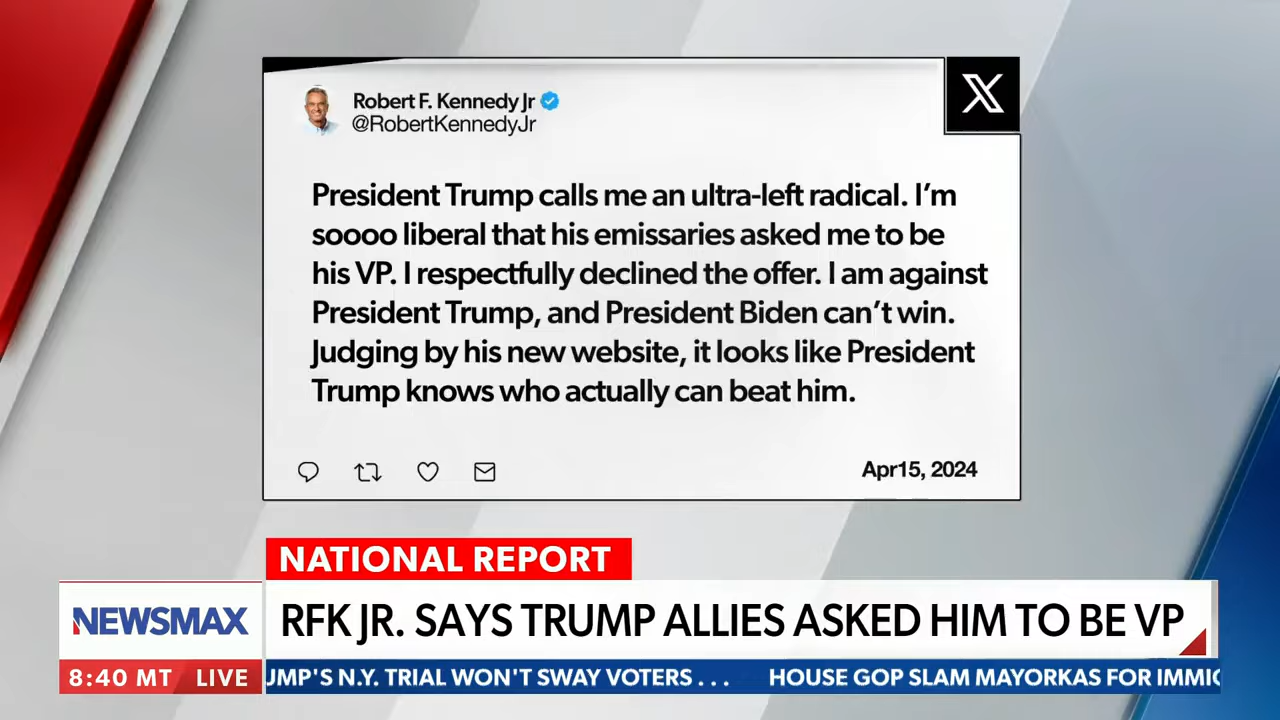 Robert F. Kennedy Jr
@RobertKennedyJr
X
President Trump calls me an ultra-left radical. I’m
soooo liberal that his emissaries asked me to be
his VP. I respectfully declined the offer. I am against
President Trump, and President Biden can’t win.
Judging by his new website, it looks like President
Trump knows who actually can beat him.
Apr15, 2024
NATIONAL REPORT
NEWSMAX
RFK JR. SAYS TRUMP ALLIES ASKED HIM TO BE VP
8:40 MT LIVE
UMP'S N.Y. TRIAL WON'T SWAY VOTERS . . . HOUSE GOP SLAM MAYORKAS FOR IMMIG